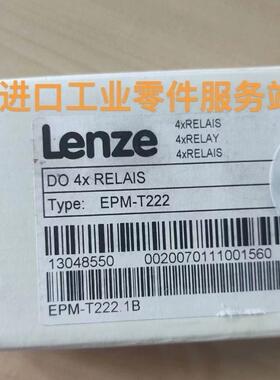 进口工业零件服务站
Lenze
4xRELAIS
4xRELAY
4xRELAIS
DO 4x RELAIS
Type: EPM-T222
13048550 0020070111001560
EPM-T222.1B